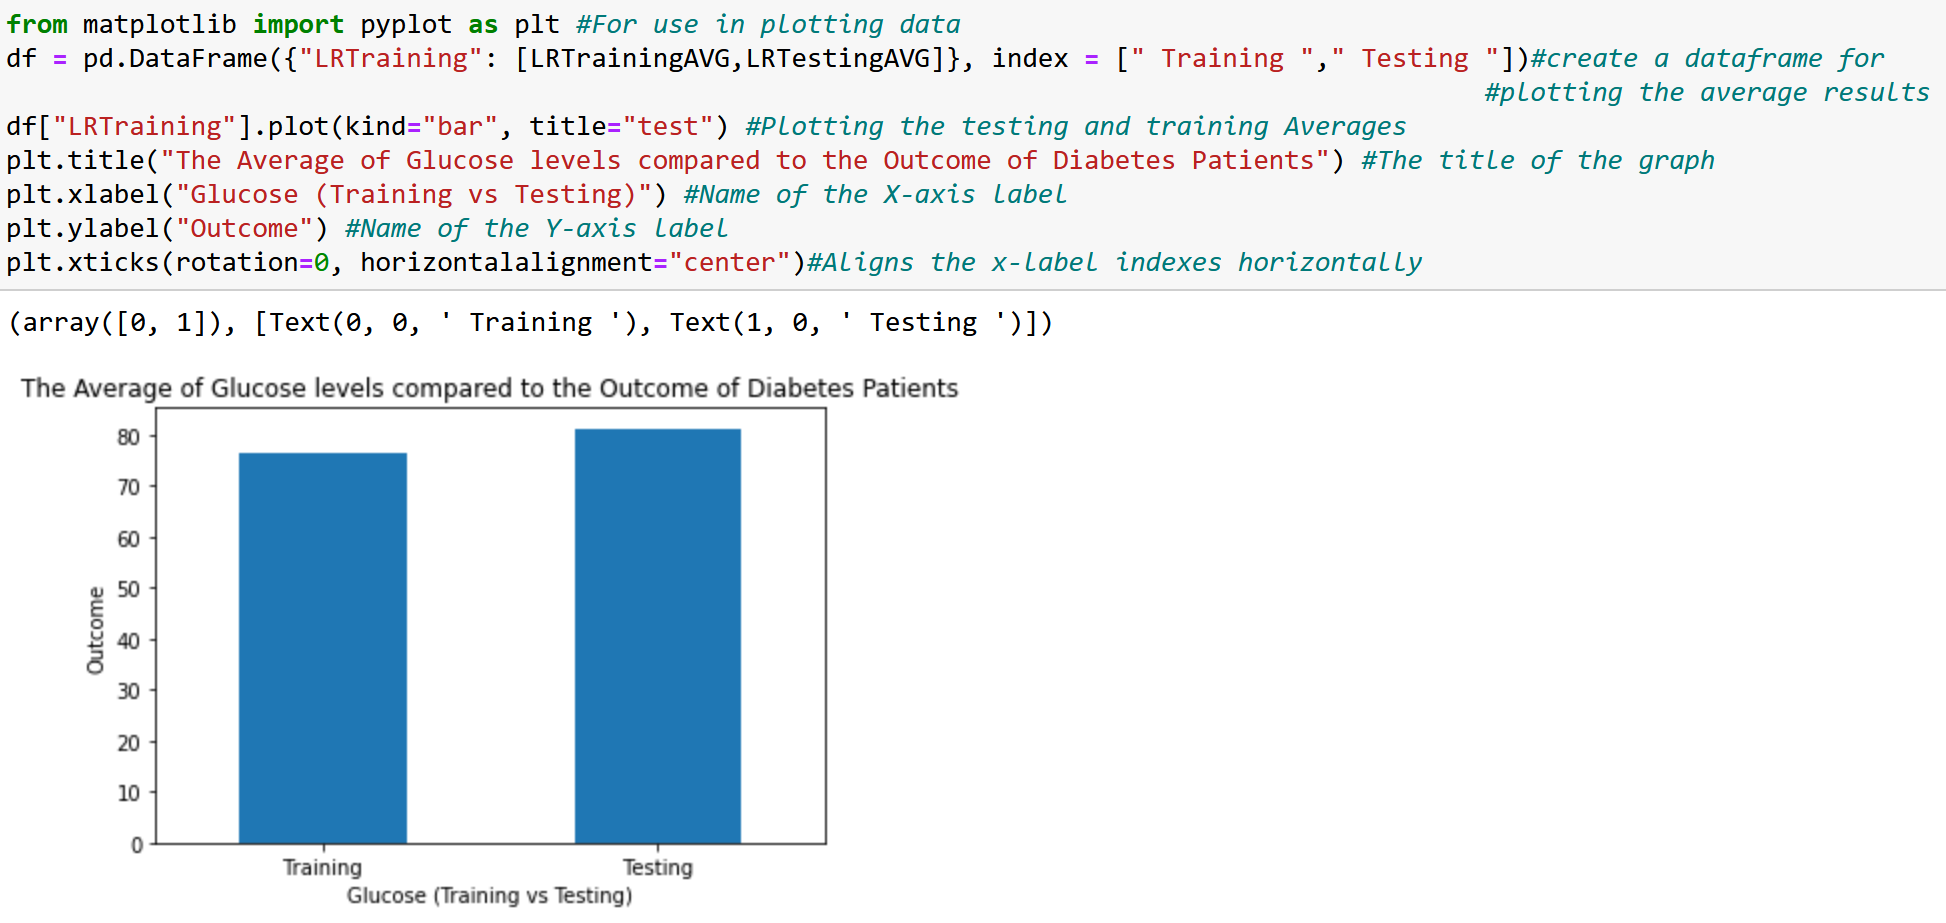 from matplotlib import pyplot as plt #For use in plotting data
df = pd.DataFrame({"LRTraining": [LRTrainingAVG,LRTestingAVG]}, index = [" Training "," Testing "])#create a dataframe for
#plotting the average results
df["LRTraining"].plot(kind="bar", title="test") #Plotting the testing and training Averages
plt.title("The Average of Glucose levels compared to the Outcome of Diabetes Patients") #The title of the graph
plt.xlabel("Glucose (Training vs Testing)") #Name of the X-axis label
plt.ylabel("Outcome") #Name of the Y-axis label
plt.xticks(rotation=0, horizontalalignment="center")#Aligns the x-label indexes horizontally
(array([0, 1]), [Text(0, 0, ' Training '), Text(1, 0, ' Testing ')])
The Average of Glucose levels compared to the Outcome of Diabetes Patients
80
70
60
50
40
30
20
10
0
Outcome
Training Testing
Glucose (Training vs Testing)